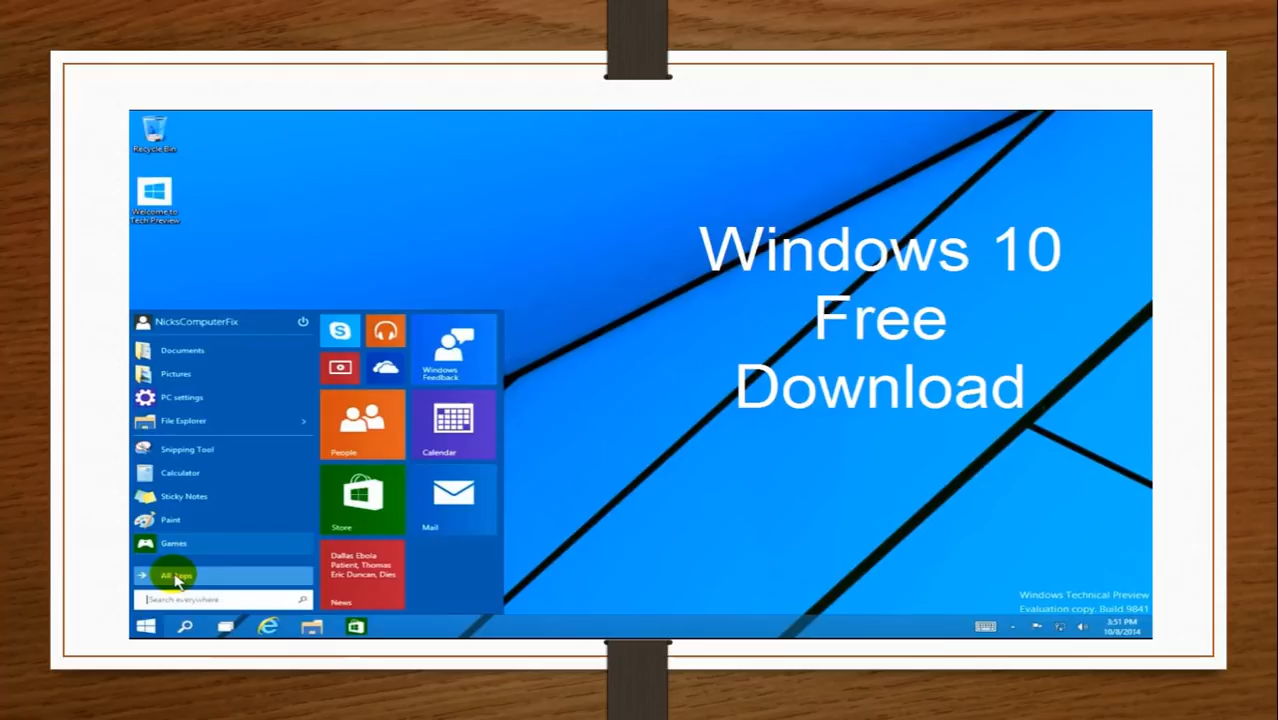 Recycle Bin
Welcome to
Tech Preview
Windows 10
Free
Download
NicksComputerFix
Documents
Pictures
PC settings
File Explorer
Snipping Tool
Calculator
Sticky Notes
Paint
Games
All Apps
Search everywhere
Windows
Feedback
People
Calendar
Store
Mail
Dallas Ebola
Patient, Thomas
Eric Duncan, Dies
News
Windows Technical Preview
Evaluation copy. Build 9841
3:51 PM
10/8/2014